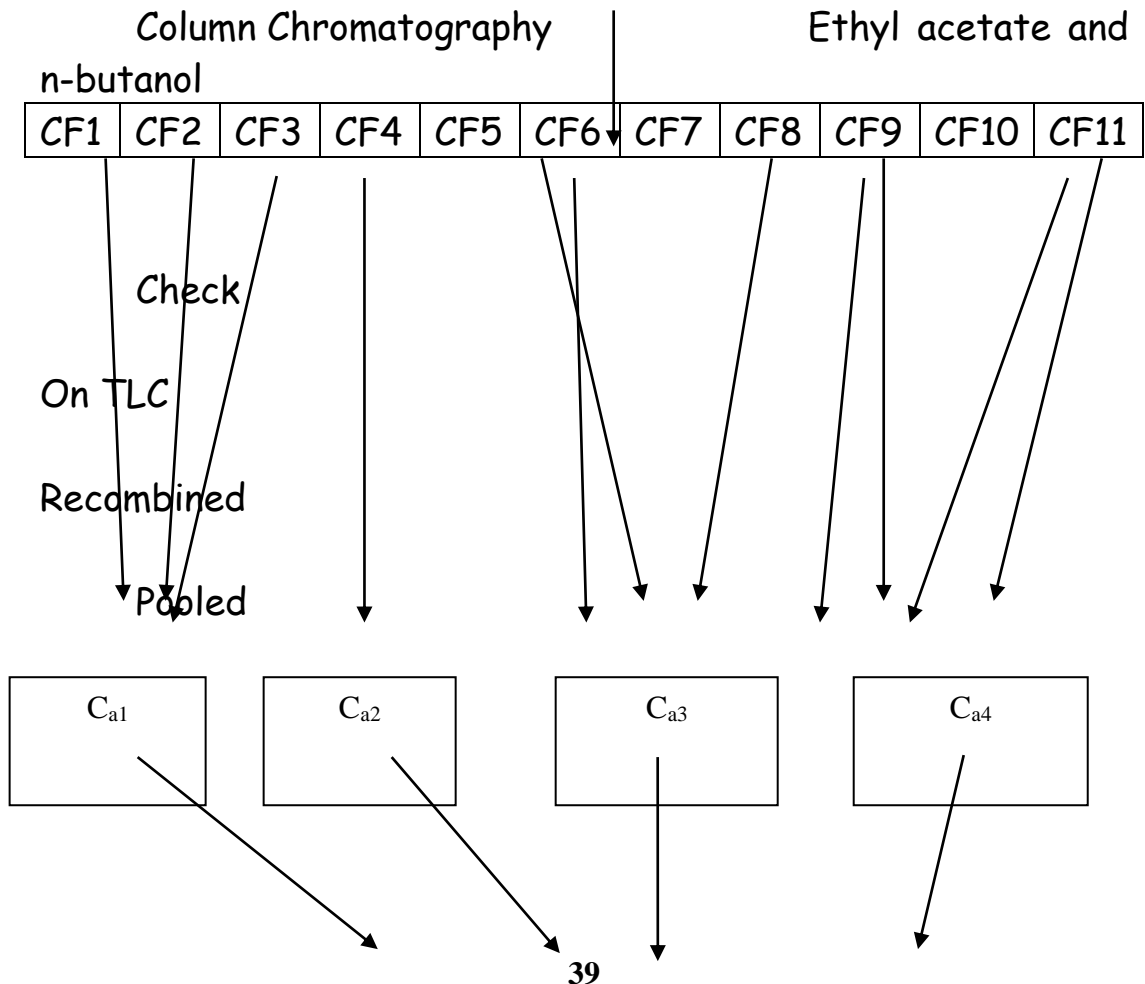 Column Chromatography Ethyl acetate and
n-butanol
CF1 CF2 CF3 CF4 CF5 CF6 CF7 CF8 CF9 CF10 CF11
Check
On TLC
Recombined
Pooled
Ca1 Ca2 Ca3 Ca4
39